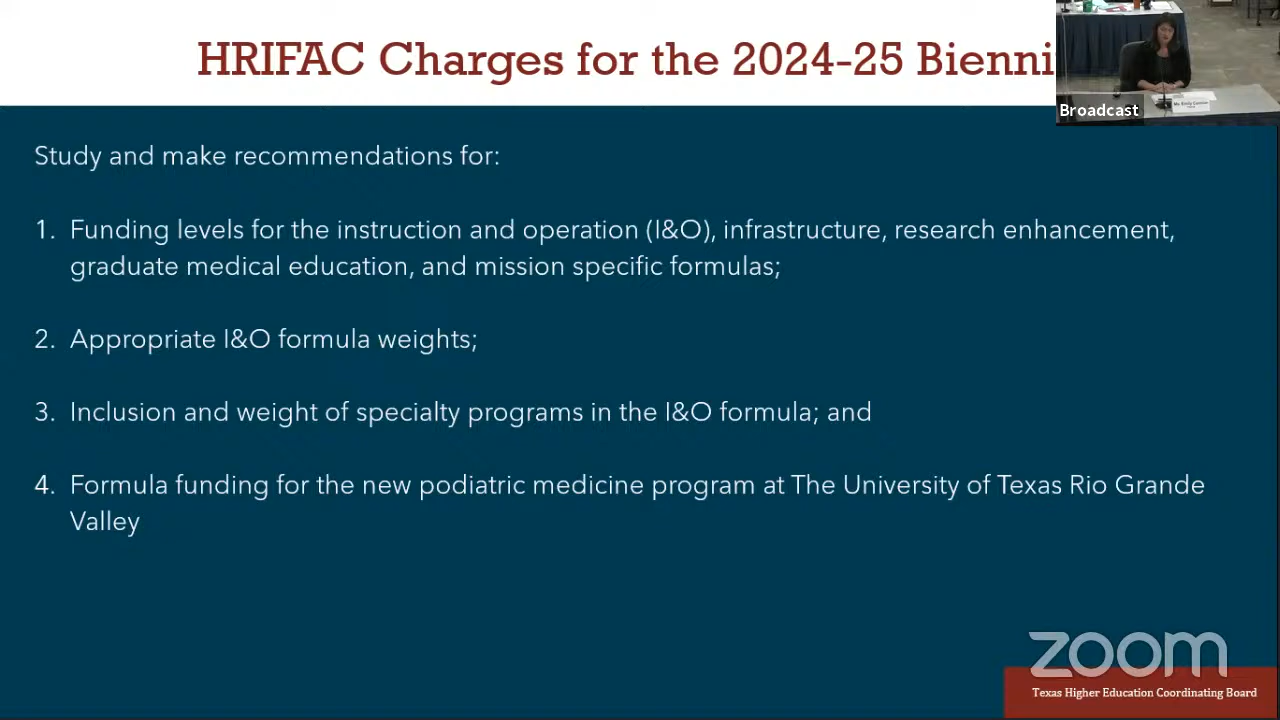 HRIFAC Charges for the 2024-25 Bienni
Broadcast
Study and make recommendations for:
1. Funding levels for the instruction and operation (I&O), infrastructure, research enhancement,
graduate medical education, and mission specific formulas;
2. Appropriate I&O formula weights;
3. Inclusion and weight of specialty programs in the I&O formula; and
4. Formula funding for the new podiatric medicine program at The University of Texas Rio Grande
Valley
zoom
Texas Higher Education Coordinating Board